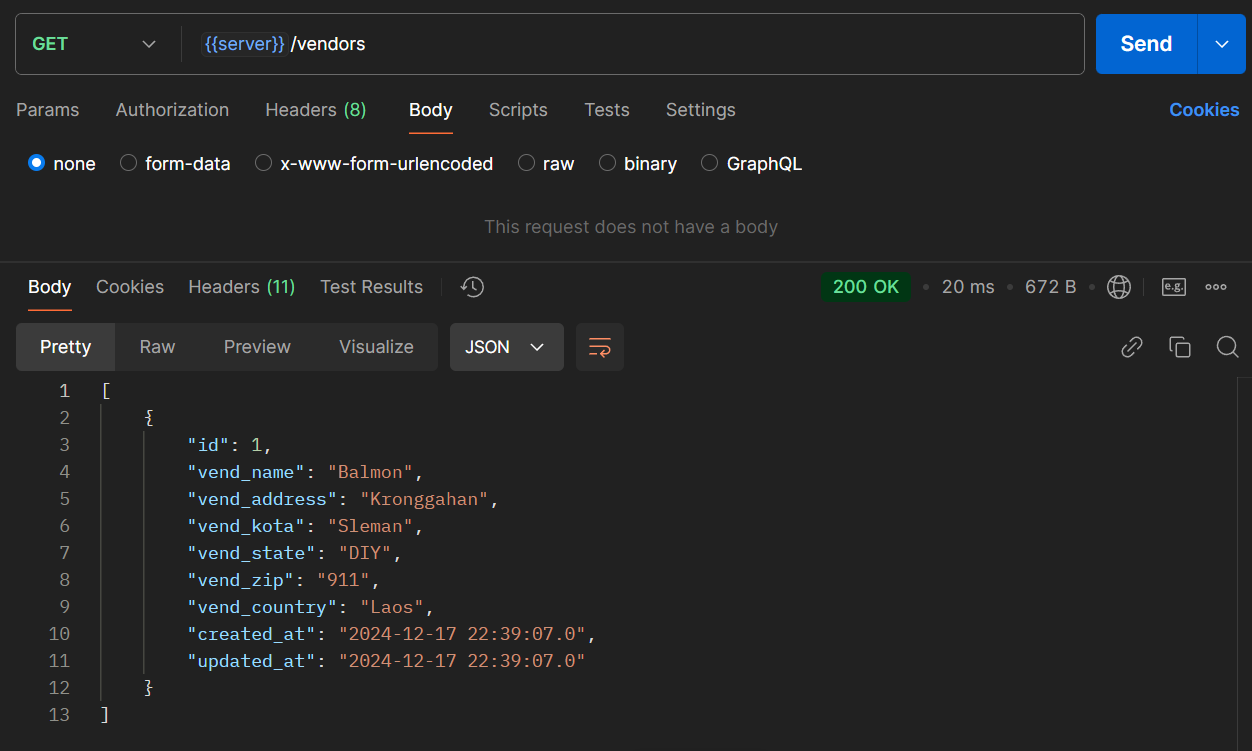 GET {{server}} /vendors Send
Params Authorization Headers (8) Body Scripts Tests Settings Cookies
none form-data x-www-form-urlencoded raw binary GraphQL
This request does not have a body
Body Cookies Headers (11) Test Results 200 OK • 20 ms • 672 B • e.g.
Pretty Raw Preview Visualize JSON
1 [
2 {
3 "id": 1,
4 "vend_name": "Balmon",
5 "vend_address": "Kronggahan",
6 "vend_kota": "Sleman",
7 "vend_state": "DIY",
8 "vend_zip": "911",
9 "vend_country": "Laos",
10 "created_at": "2024-12-17 22:39:07.0",
11 "updated_at": "2024-12-17 22:39:07.0"
12 }
13 ]